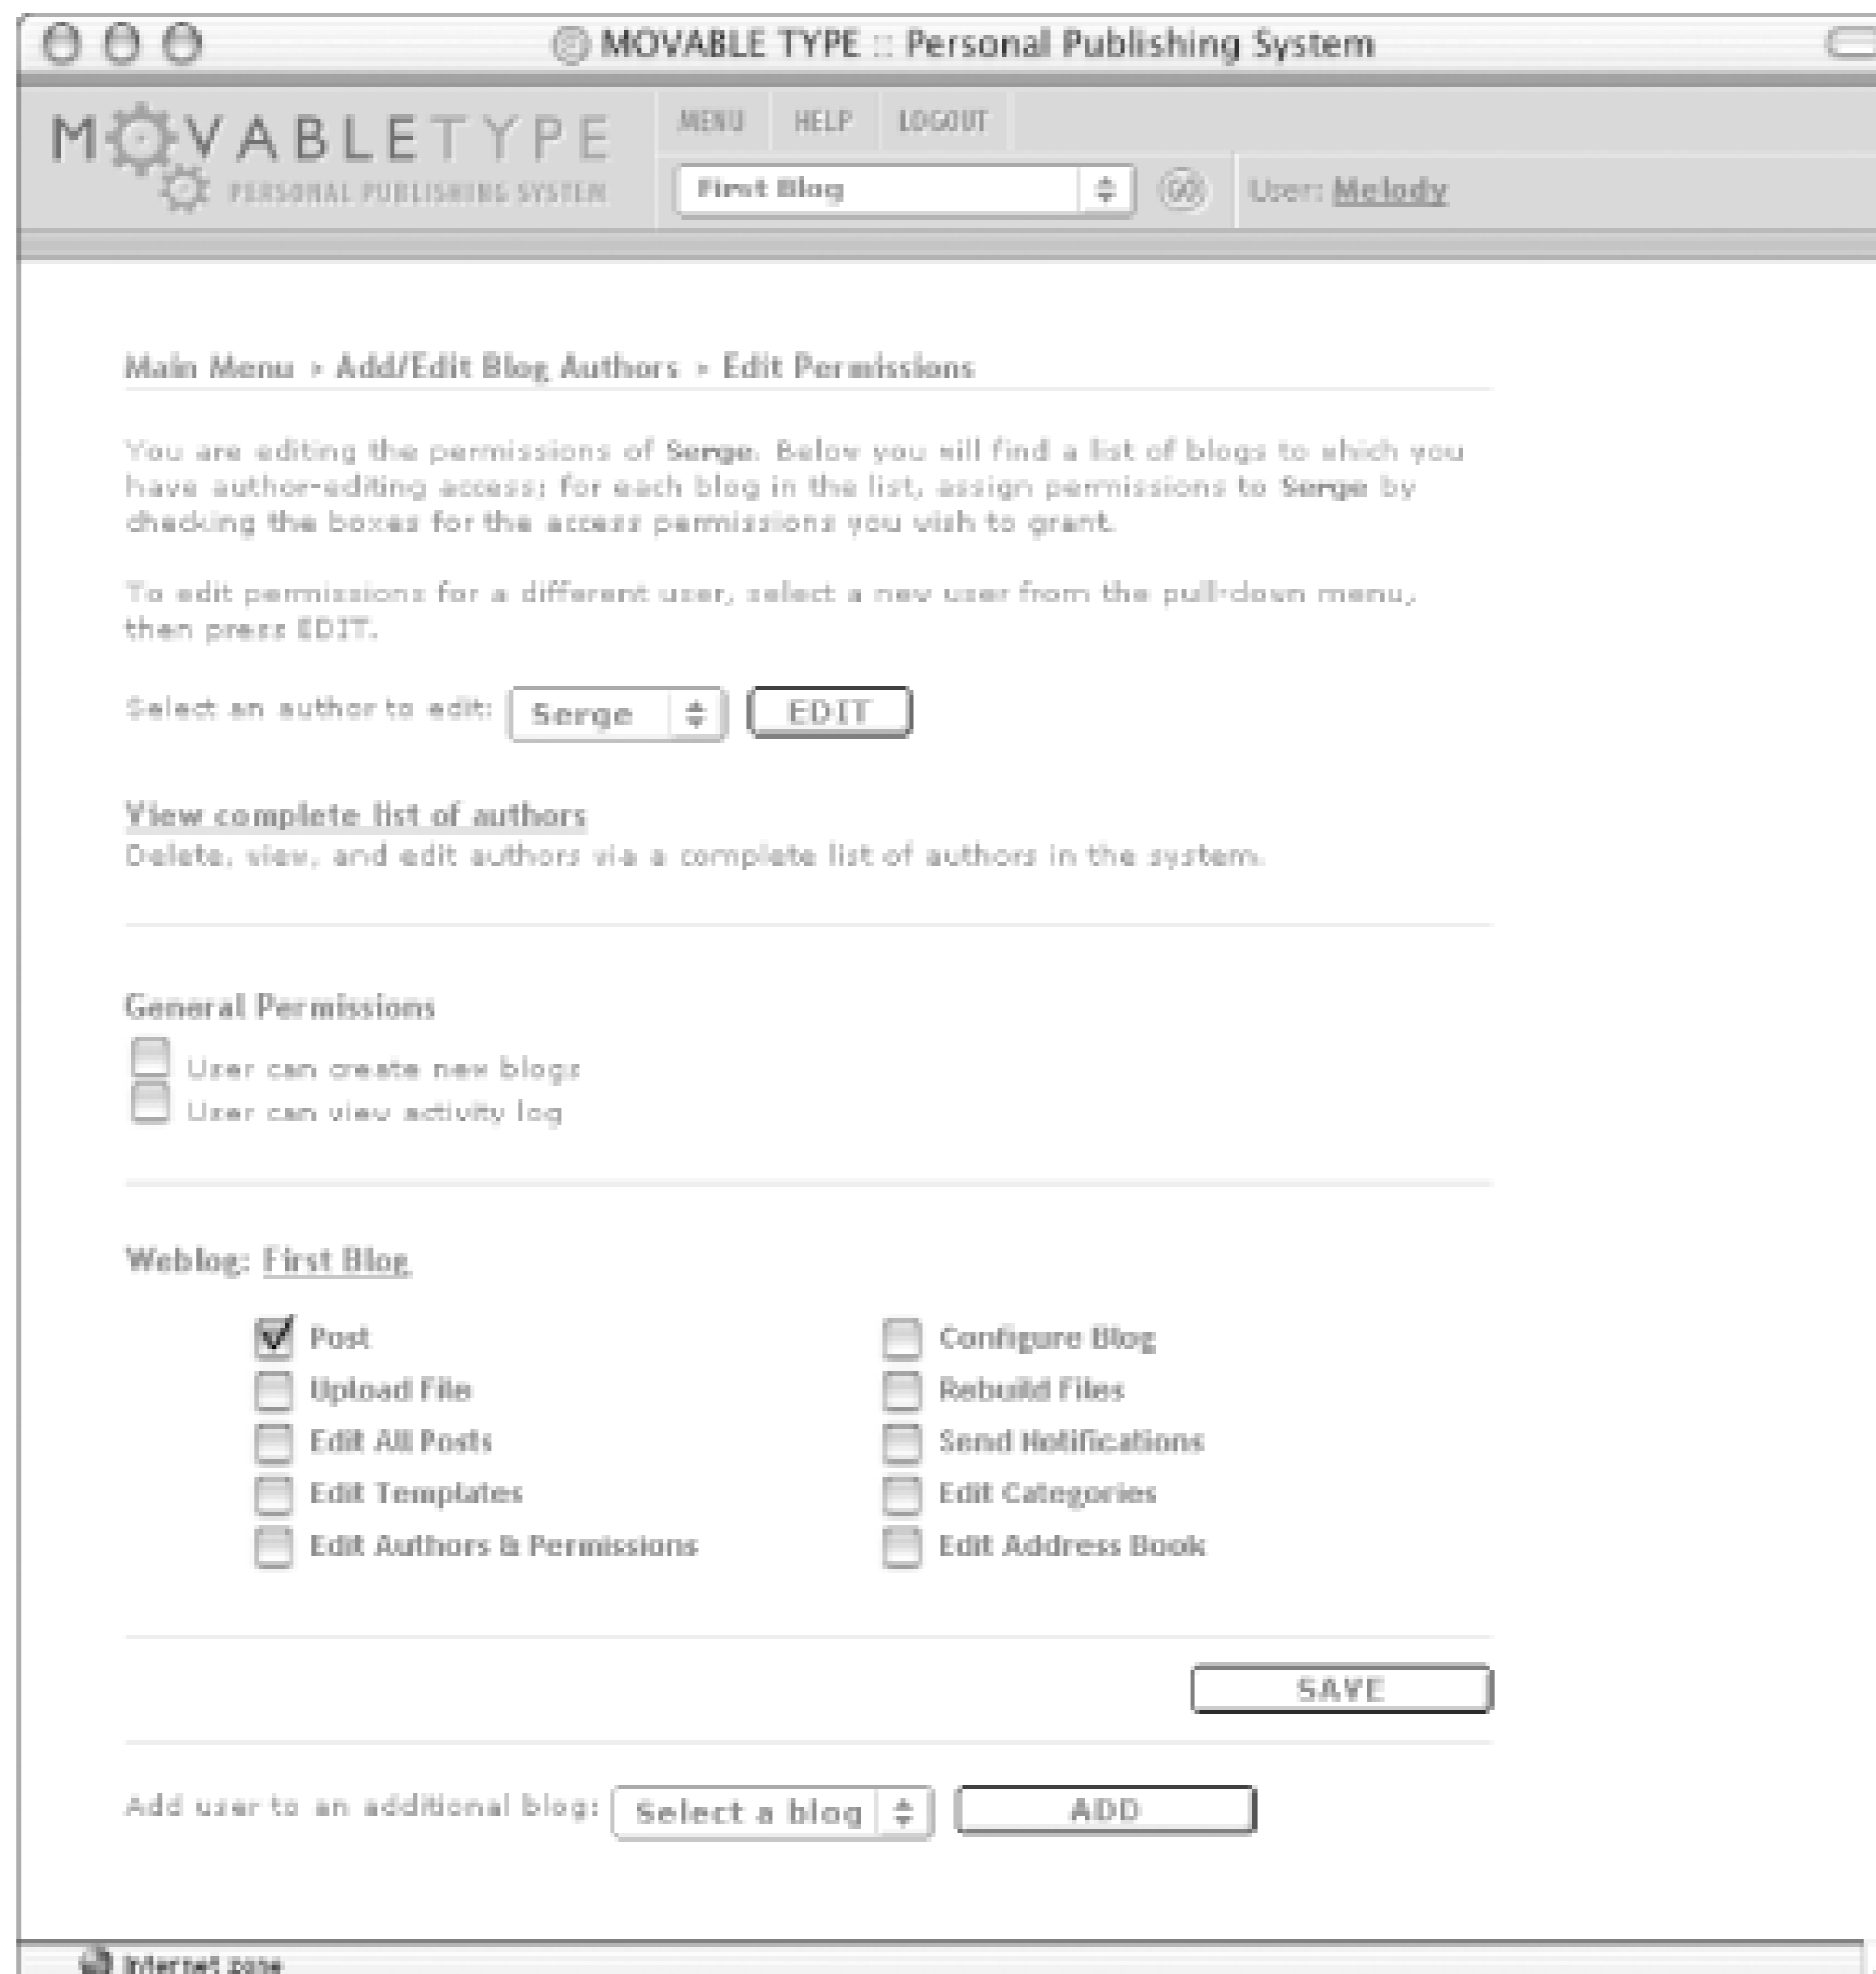 MOVABLE TYPE :: Personal Publishing System
MOVABLETYPE
PERSONAL PUBLISHING SYSTEM
MENU HELP LOGOUT
First Blog GO User: Melody
Main Menu > Add/Edit Blog Authors > Edit Permissions
You are editing the permissions of Serge. Below you will find a list of blogs to which you
have author-editing access; for each blog in the list, assign permissions to Serge by
checking the boxes for the access permissions you wish to grant.
To edit permissions for a different user, select a new user from the pull-down menu,
then press EDIT.
Select an author to edit: Serge EDIT
View complete list of authors
Delete, view, and edit authors via a complete list of authors in the system.
General Permissions
User can create new blogs
User can view activity log
Weblog: First Blog
Post Configure Blog
Upload File Rebuild Files
Edit All Posts Send Notifications
Edit Templates Edit Categories
Edit Authors & Permissions Edit Address Book
SAVE
Add user to an additional blog: Select a blog ADD
Internet zone